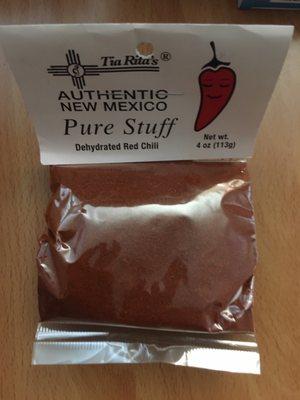 Tia Rita's®
AUTHENTIC
NEW MEXICO
Pure Stuff
Dehydrated Red Chili
Net wt.
4 oz (113g)